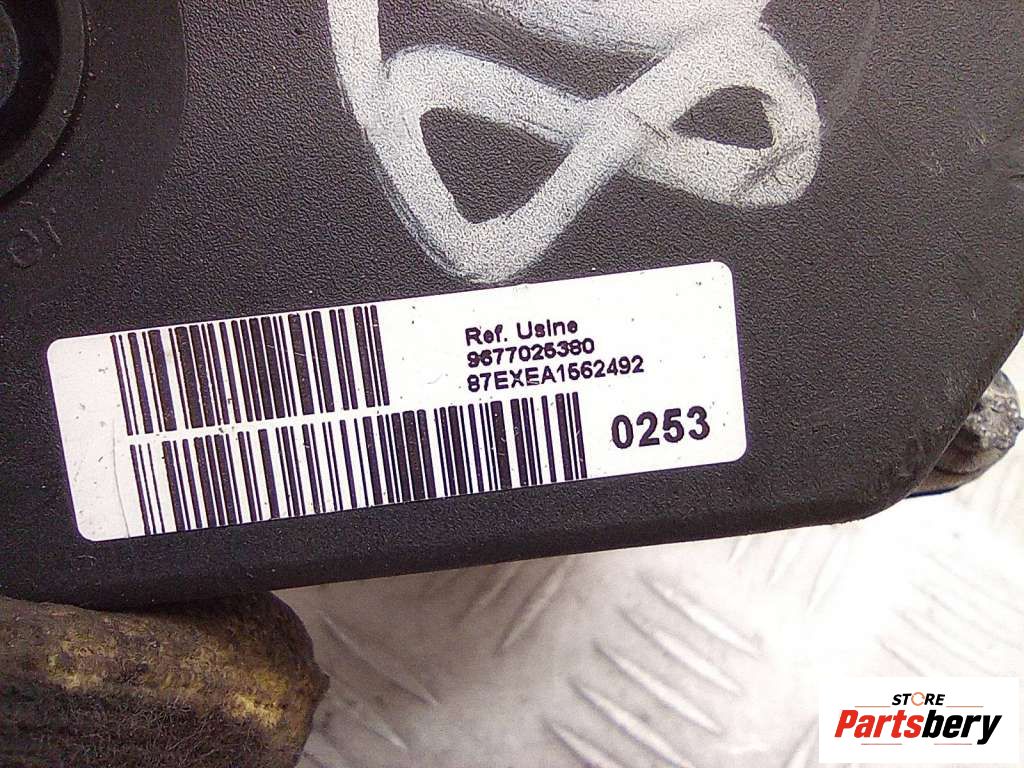 Ref. Usine
9677025380
87EXEA1562492
0253
STORE
Partsbery